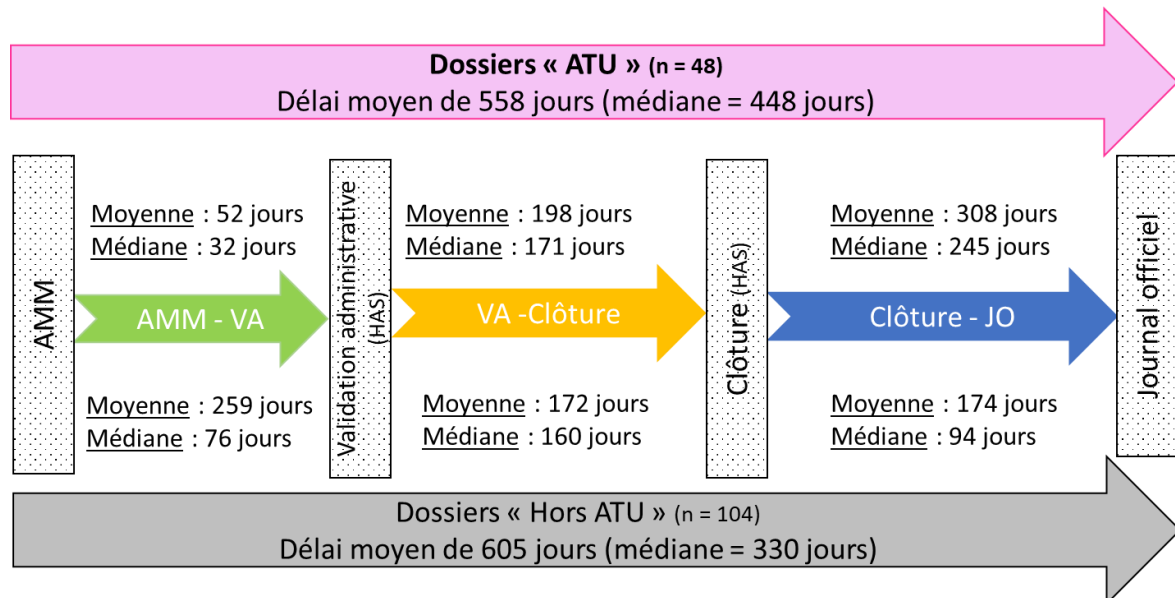 Dossiers « ATU » (n = 48)
Délai moyen de 558 jours (médiane = 448 jours)
AMM
Moyenne : 52 jours
Médiane : 32 jours
AMM - VA
Moyenne : 259 jours
Médiane : 76 jours
Validation administrative
(HAS)
Moyenne : 198 jours
Médiane : 171 jours
VA -Clôture
Moyenne : 172 jours
Médiane : 160 jours
Clôture (HAS)
Moyenne : 308 jours
Médiane : 245 jours
Clôture - JO
Moyenne : 174 jours
Médiane : 94 jours
Journal officiel
Dossiers « Hors ATU » (n = 104)
Délai moyen de 605 jours (médiane = 330 jours)